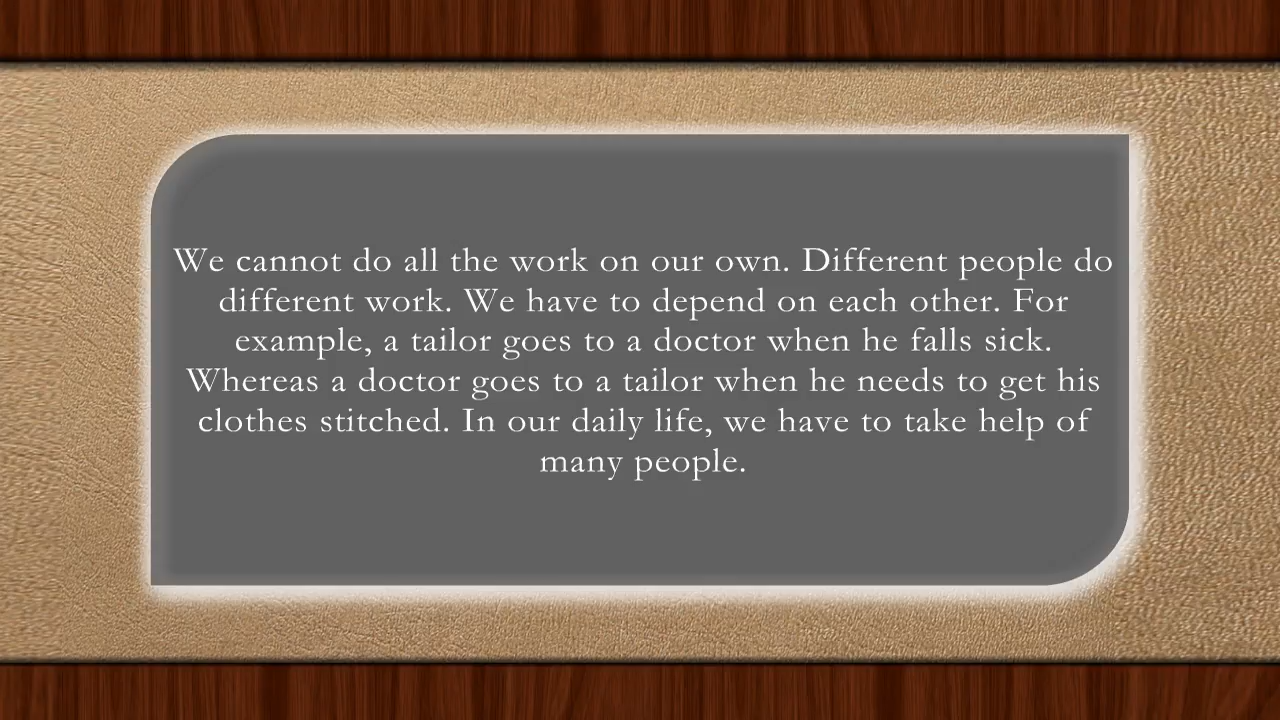 We cannot do all the work on our own. Different people do
different work. We have to depend on each other. For
example, a tailor goes to a doctor when he falls sick.
Whereas a doctor goes to a tailor when he needs to get his
clothes stitched. In our daily life, we have to take help of
many people.